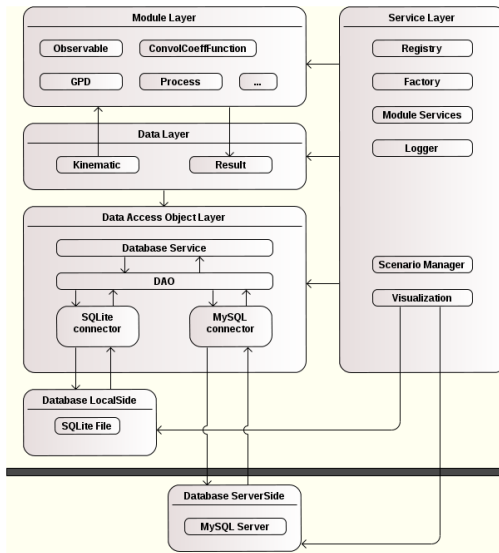 Module Layer
Observable
ConvolCoeffFunction
GPD
Process
...
Service Layer
Registry
Factory
Module Services
Logger
Scenario Manager
Visualization
Data Layer
Kinematic
Result
Data Access Object Layer
Database Service
DAO
SQLite
connector
MySQL
connector
Database LocalSide
SQLite File
Database ServerSide
MySQL Server